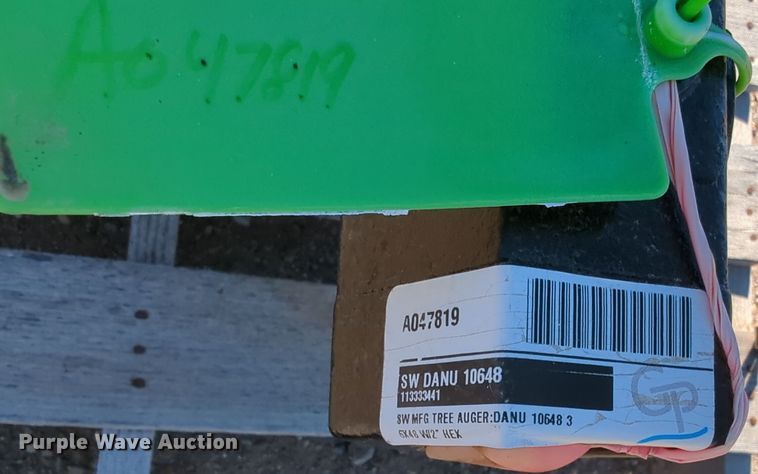 A047819
A047819
SW DANU 10648
113333441
SW MFG TREE AUGER:DANU 10648 3
6X48 W/2" HEX
GP
Purple Wave Auction